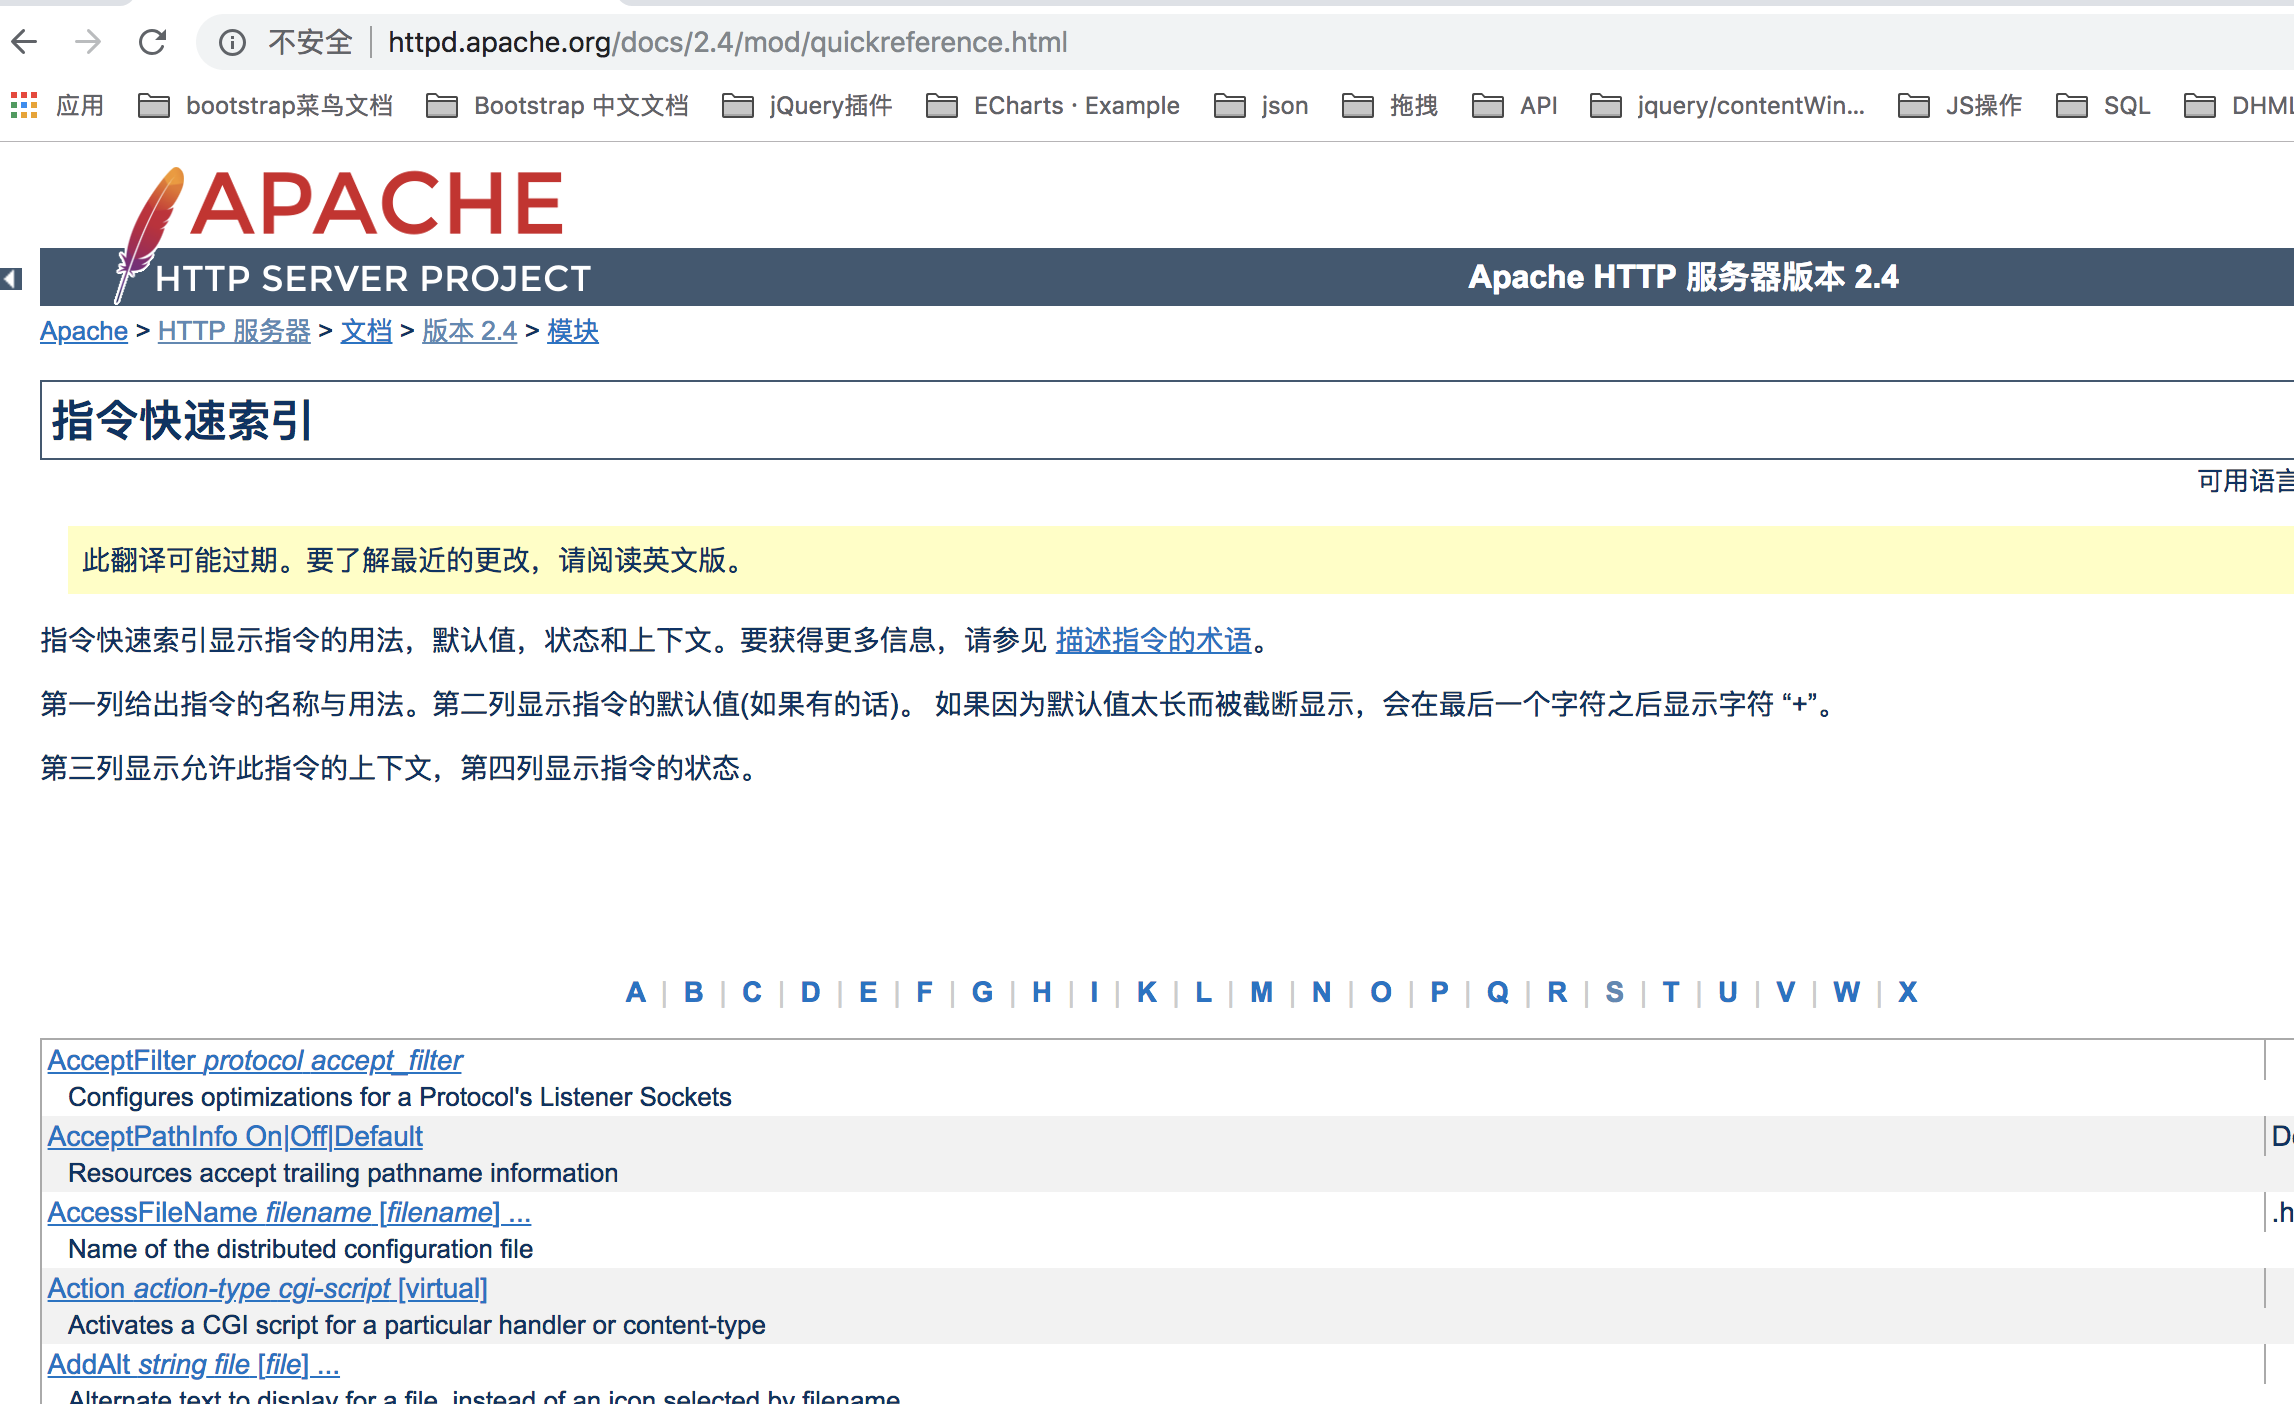 不安全 httpd.apache.org/docs/2.4/mod/quickreference.html
应用 bootstrap菜鸟文档 Bootstrap 中文文档 jQuery插件 ECharts · Example json 拖拽 API jquery/contentWin... JS操作 SQL DHML
APACHE
HTTP SERVER PROJECT
Apache HTTP 服务器版本 2.4
Apache > HTTP 服务器 > 文档 > 版本 2.4 > 模块
指令快速索引
可用语言
此翻译可能过期。要了解最近的更改，请阅读英文版。
指令快速索引显示指令的用法，默认值，状态和上下文。要获得更多信息，请参见 描述指令的术语。
第一列给出指令的名称与用法。第二列显示指令的默认值(如果有的话)。 如果因为默认值太长而被截断显示，会在最后一个字符之后显示字符 “+”。
第三列显示允许此指令的上下文，第四列显示指令的状态。
A | B | C | D | E | F | G | H | I | K | L | M | N | O | P | Q | R | S | T | U | V | W | X
AcceptFilter protocol accept_filter
Configures optimizations for a Protocol's Listener Sockets
AcceptPathInfo On|Off|Default
Resources accept trailing pathname information
AccessFileName filename [filename] ...
.h
Name of the distributed configuration file
Action action-type cgi-script [virtual]
Activates a CGI script for a particular handler or content-type
AddAlt string file [file] ...
Alternate text to display for a file, instead of an icon selected by filename